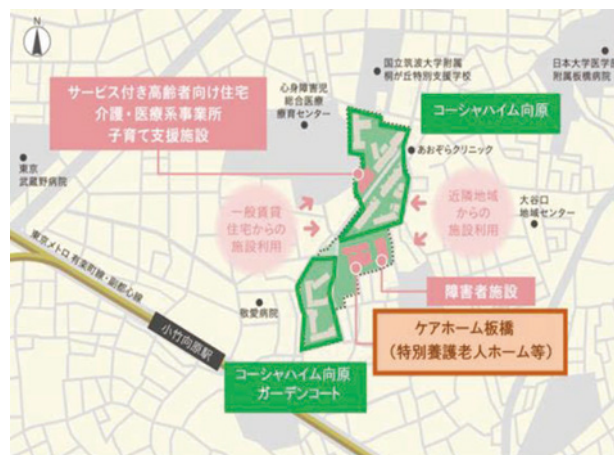 N
国立筑波大学附属
桐が丘特別支援学校
日本大学医学部
附属板橋病院
サービス付き高齢者向け住宅
介護・医療系事業所
子育て支援施設
心身障害児
総合医療
療育センター
コーシャハイム向原
あおぞらクリニック
東京
武蔵野病院
一般賃貸
住宅からの
施設利用
近隣地域
からの
施設利用
大谷口
地域センター
東京メトロ 有楽町線・副都心線
障害者施設
敬愛病院
ケアホーム板橋
（特別養護老人ホーム等）
小竹向原駅
コーシャハイム向原
ガーデンコート